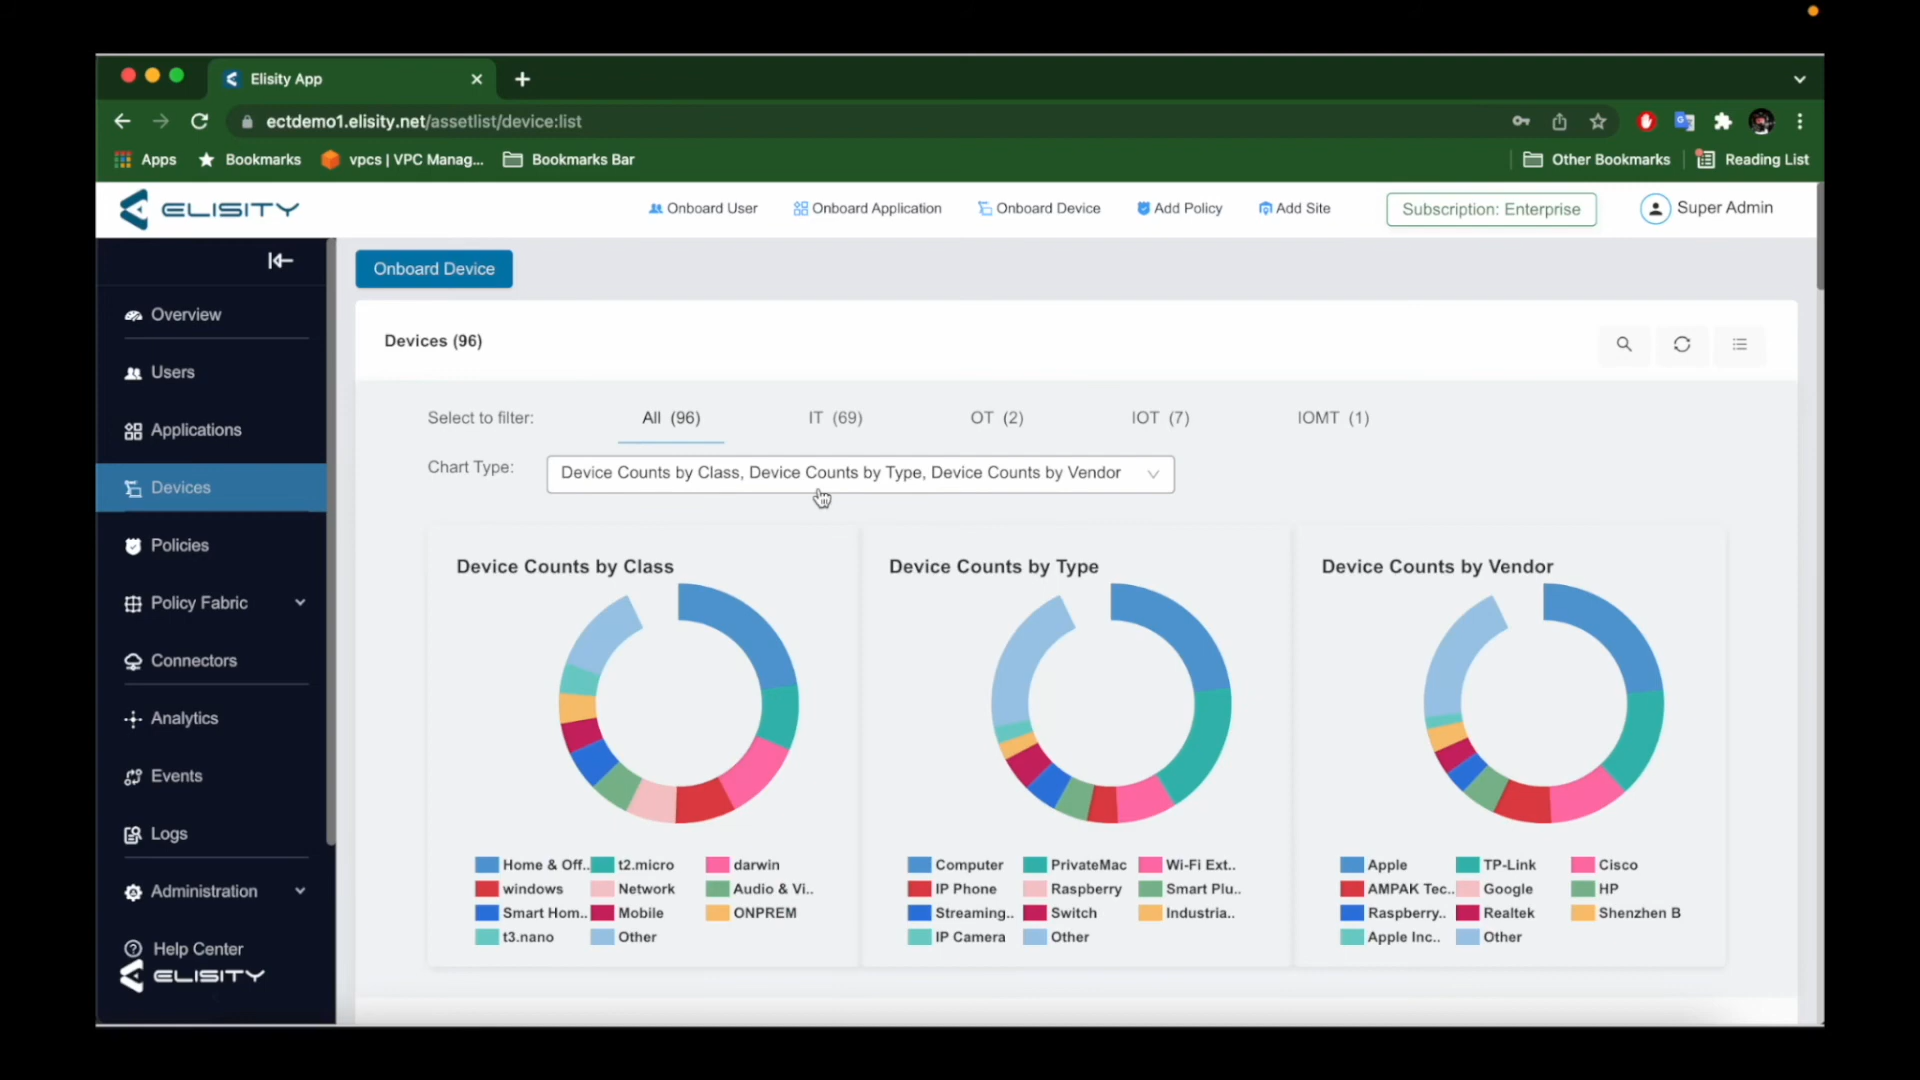 Elisity App
ectdemo1.elisity.net/assetlist/device:list
Apps Bookmarks vpcs | VPC Manag... Bookmarks Bar Other Bookmarks Reading List
ELISITY Onboard User Onboard Application Onboard Device Add Policy Add Site Subscription: Enterprise Super Admin
Overview
Users
Applications
Devices
Policies
Policy Fabric
Connectors
Analytics
Events
Logs
Administration
Help Center
ELISITY
Onboard Device
Devices (96)
Select to filter: All (96) IT (69) OT (2) IOT (7) IOMT (1)
Chart Type: Device Counts by Class, Device Counts by Type, Device Counts by Vendor
Device Counts by Class
Home & Off.. t2.micro darwin
windows Network Audio & Vi..
Smart Hom.. Mobile ONPREM
t3.nano Other
Device Counts by Type
Computer PrivateMac Wi-Fi Ext..
IP Phone Raspberry Smart Plu..
Streaming.. Switch Industria..
IP Camera Other
Device Counts by Vendor
Apple TP-Link Cisco
AMPAK Tec.. Google HP
Raspberry.. Realtek Shenzhen B
Apple Inc.. Other